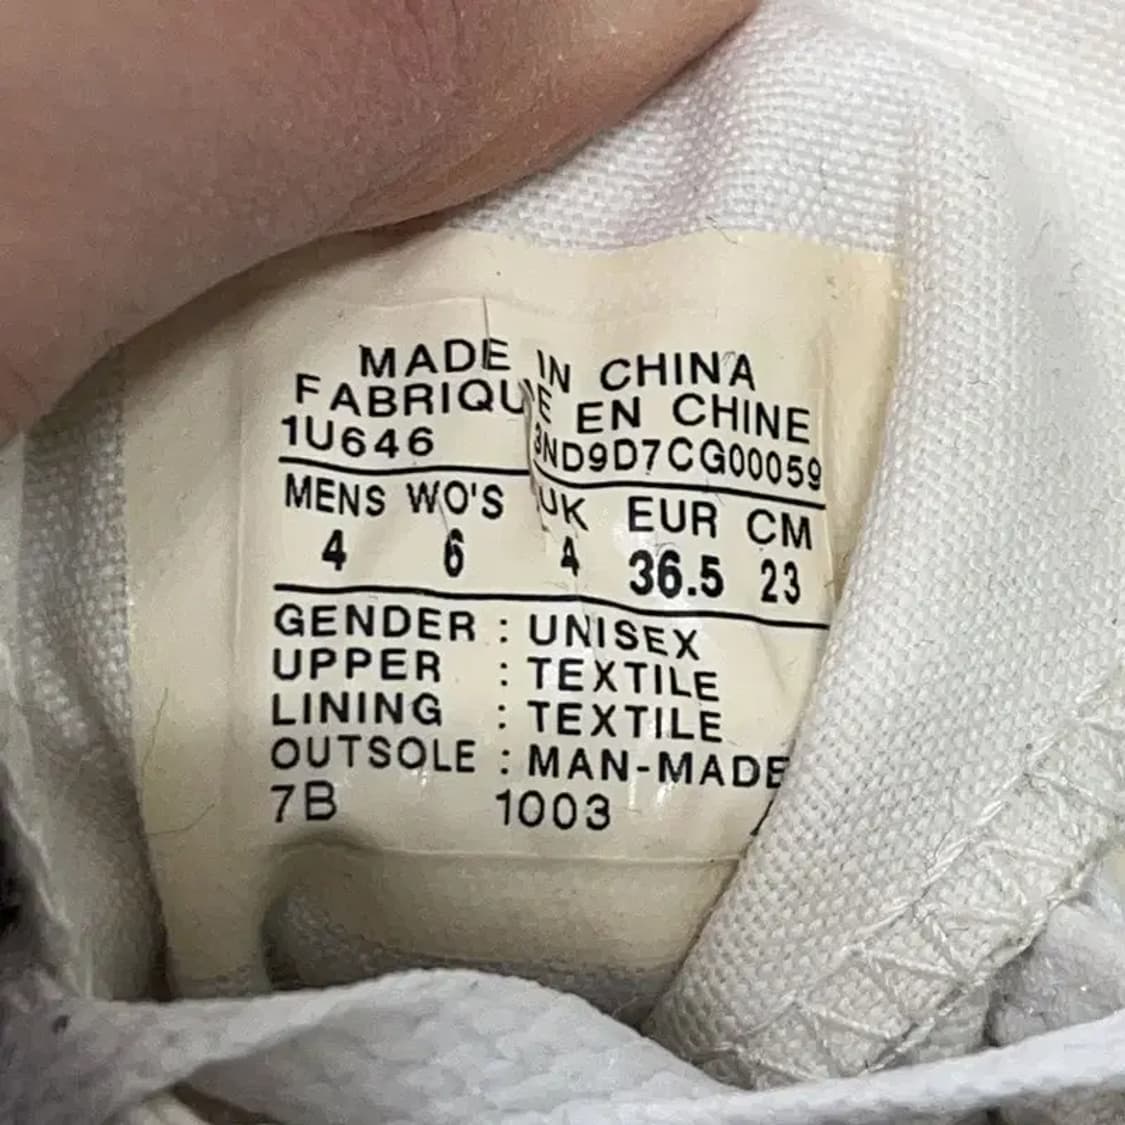 MADE IN CHINA
FABRIQUE EN CHINE
1U646 3ND9D7CG00059
MENS WO'S UK EUR CM
4 6 4 36.5 23
GENDER : UNISEX
UPPER : TEXTILE
LINING : TEXTILE
OUTSOLE : MAN-MADE
7B 1003